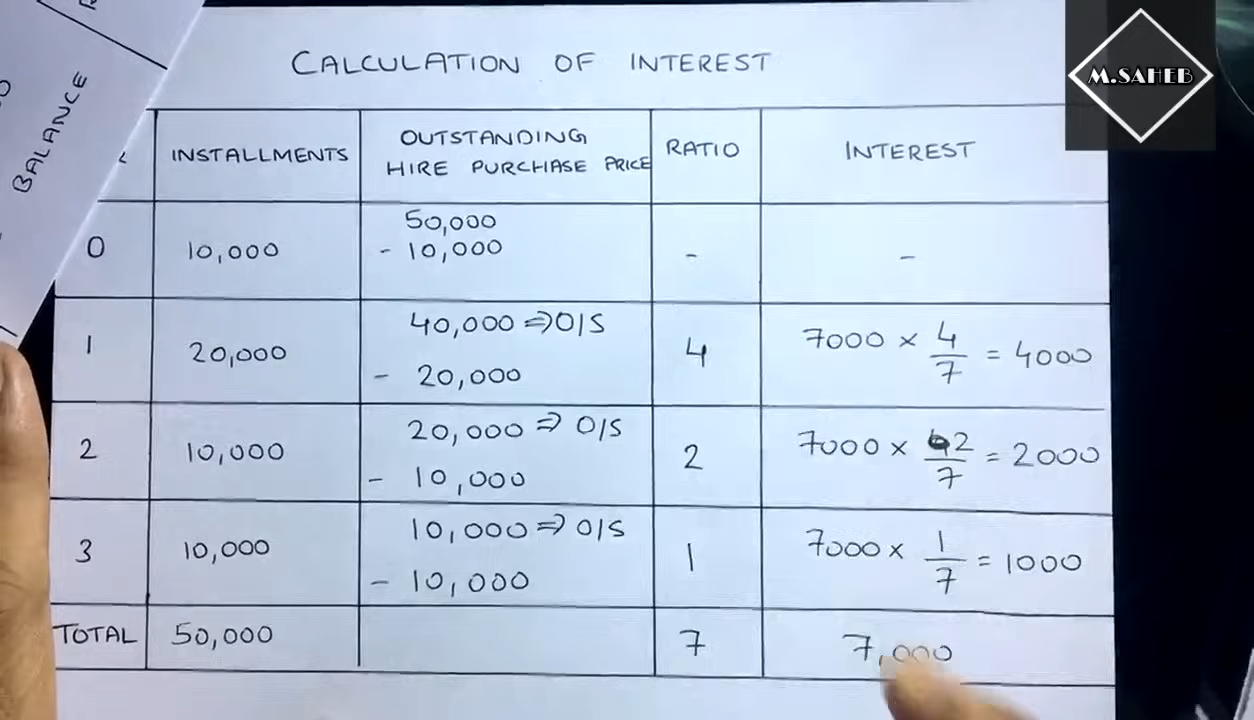 BALANCE
M.SAHEB
CALCULATION OF INTEREST
INSTALLMENTS
OUTSTANDING
HIRE PURCHASE PRICE
RATIO
INTEREST
0
10,000
50,000
- 10,000
-
-
1
20,000
40,000 ⇒ O/S
- 20,000
4
7000 × 4/7 = 4000
2
10,000
20,000 ⇒ O/S
- 10,000
2
7000 × 2/7 = 2000
3
10,000
10,000 ⇒ O/S
- 10,000
1
7000 × 1/7 = 1000
TOTAL
50,000
7
7,000